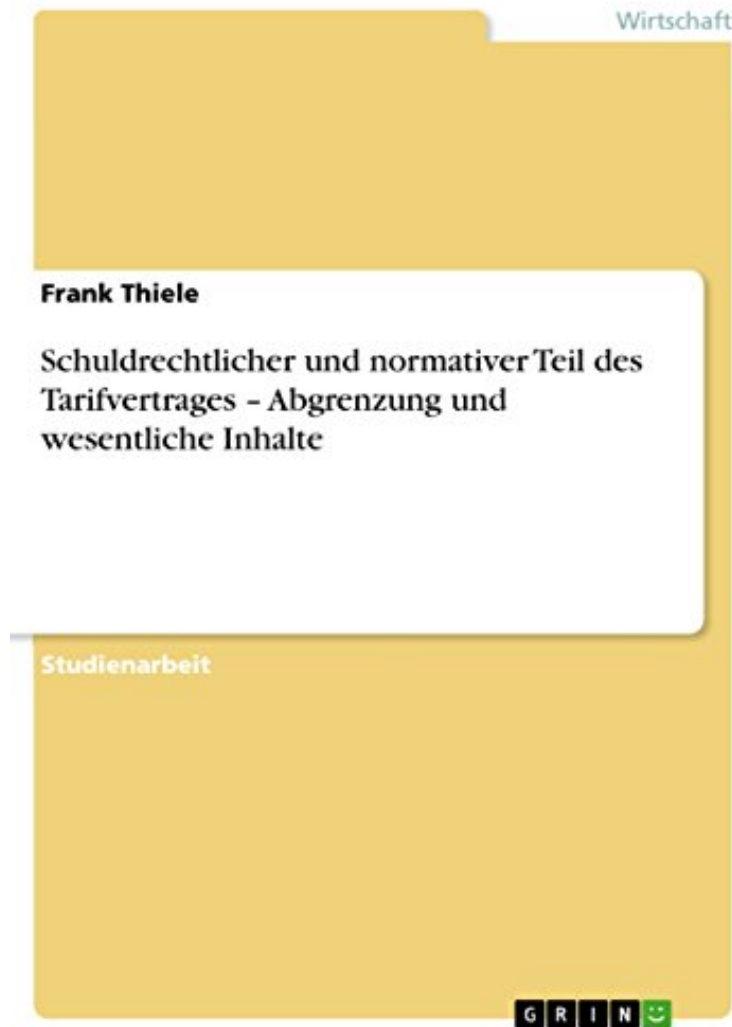 Wirtschaft
Frank Thiele
Schuldrechtlicher und normativer Teil des
Tarifvertrages – Abgrenzung und
wesentliche Inhalte
Studienarbeit
GRIN